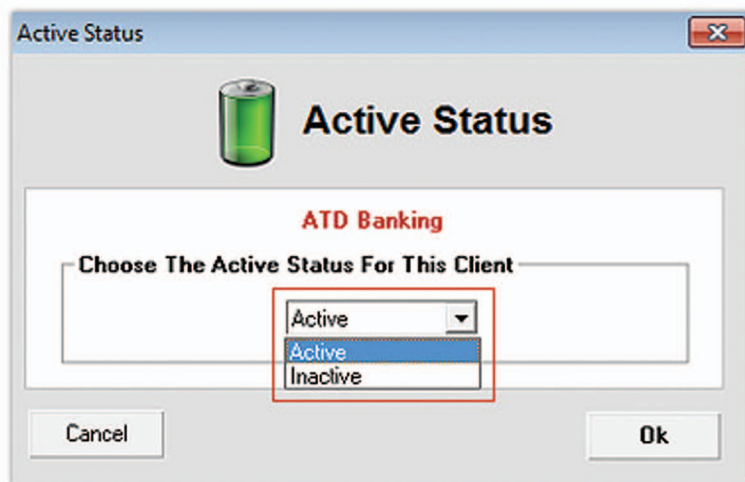 Active Status
Active Status
ATD Banking
Choose The Active Status For This Client
Active
Active
Inactive
Cancel
Ok